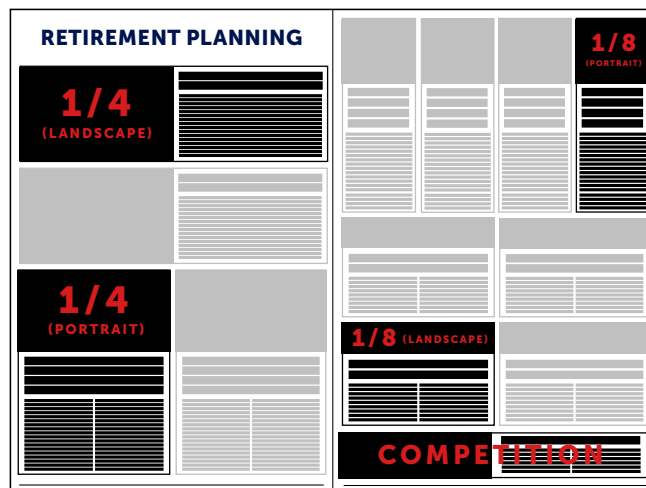 RETIREMENT PLANNING
1/4
(LANDSCAPE)
1/4
(PORTRAIT)
1/8
(PORTRAIT)
1/8 (LANDSCAPE)
COMPETITION